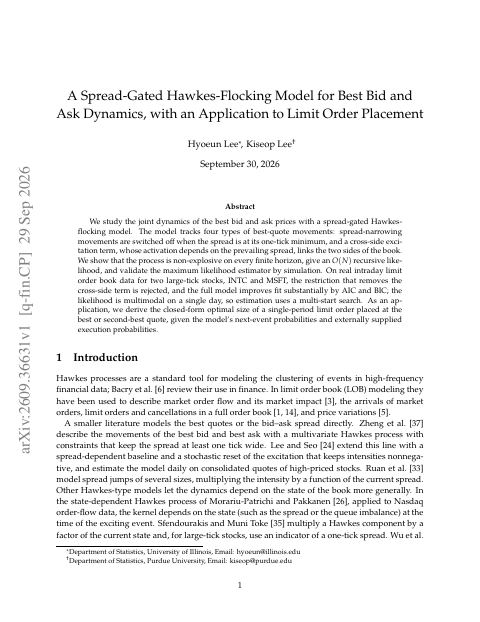 A Spread-Gated Hawkes-Flocking Model for Best Bid and
Ask Dynamics, with an Application to Limit Order Placement
Hyoeun Lee*, Kiseop Lee†
September 30, 2026
Abstract
We study the joint dynamics of the best bid and ask prices with a spread-gated Hawkes-
flocking model. The model tracks four types of best-quote movements: spread-narrowing
movements are switched off when the spread is at its one-tick minimum, and a cross-side exci-
tation term, whose activation depends on the prevailing spread, links the two sides of the book.
We show that the process is non-explosive on every finite horizon, give an O(N) recursive like-
lihood, and validate the maximum likelihood estimator by simulation. On real intraday limit
order book data for two large-tick stocks, INTC and MSFT, the restriction that removes the
cross-side term is rejected, and the full model improves fit substantially by AIC and BIC; the
likelihood is multimodal on a single day, so estimation uses a multi-start search. As an ap-
plication, we derive the closed-form optimal size of a single-period limit order placed at the
best or second-best quote, given the model's next-event probabilities and externally supplied
execution probabilities.
1 Introduction
Hawkes processes are a standard tool for modeling the clustering of events in high-frequency
financial data; Bacry et al. [6] review their use in finance. In limit order book (LOB) modeling they
have been used to describe market order flow and its market impact [3], the arrivals of market
orders, limit orders and cancellations in a full order book [1, 14], and price variations [5].
A smaller literature models the best quotes or the bid–ask spread directly. Zheng et al. [37]
describe the movements of the best bid and best ask with a multivariate Hawkes process with
constraints that keep the spread at least one tick wide. Lee and Seo [24] extend this line with a
spread-dependent baseline and a stochastic reset of the excitation that keeps intensities nonnega-
tive, and estimate the model daily on consolidated quotes of high-priced stocks. Ruan et al. [33]
model spread jumps of several sizes, multiplying the intensity by a function of the current spread.
Other Hawkes-type models let the dynamics depend on the state of the book more generally. In
the state-dependent Hawkes process of Morariu-Patrichi and Pakkanen [26], applied to Nasdaq
order-flow data, the kernel depends on the state (such as the spread or the queue imbalance) at the
time of the exciting event. Sfendourakis and Muni Toke [35] multiply a Hawkes component by a
factor of the current state and, for large-tick stocks, use an indicator of a one-tick spread. Wu et al.
*Department of Statistics, University of Illinois, Email: hyoeun@illinois.edu
†Department of Statistics, Purdue University, Email: kiseop@purdue.edu
1
arXiv:2609.36631v1 [q-fin.CP] 29 Sep 2026